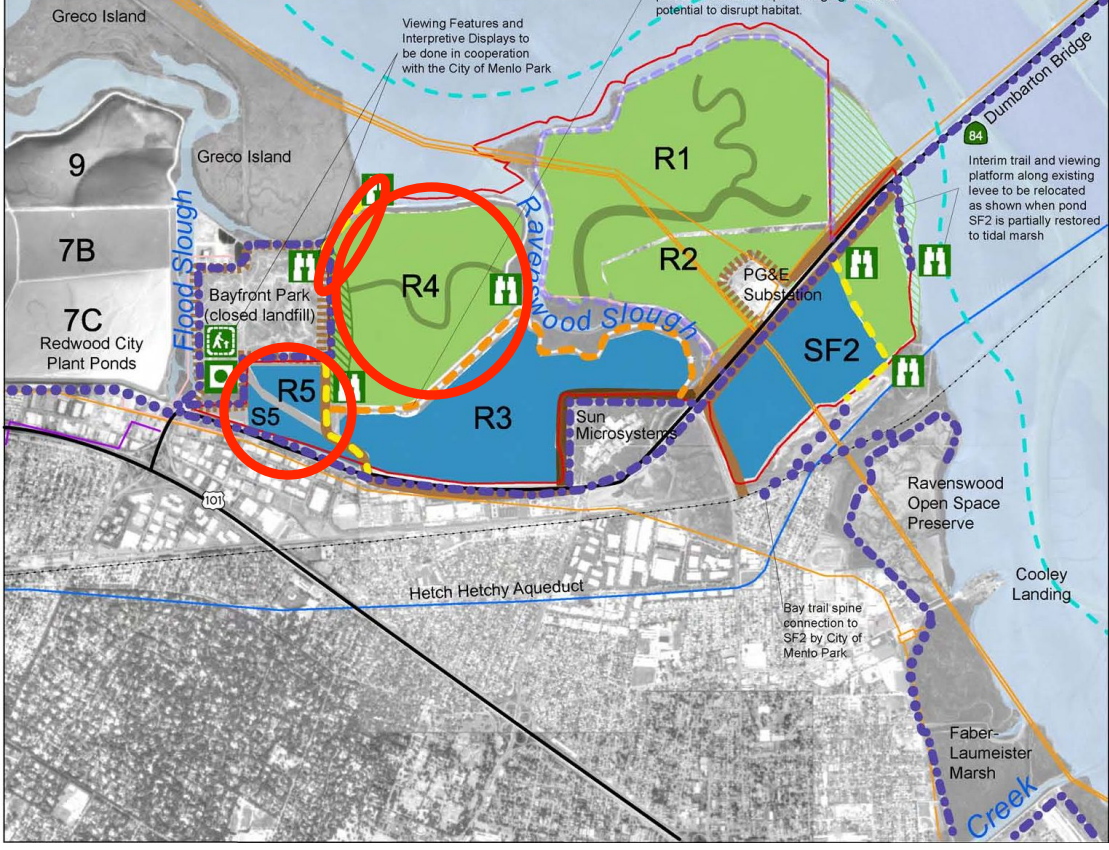 potential to disrupt habitat.
Greco Island
Viewing Features and
Interpretive Displays to
be done in cooperation
with the City of Menlo Park
Dumbarton Bridge
84
9
Greco Island
R1
Interim trail and viewing
platform along existing
levee to be relocated
as shown when pond
SF2 is partially restored
to tidal marsh
Flood Slough
Ravenswood Slough
7B
R4
R2
PG&E
Substation
Bayfront Park
(closed landfill)
7C
Redwood City
Plant Ponds
SF2
R5
S5
R3
Sun
Microsystems
101
Ravenswood
Open Space
Preserve
Hetch Hetchy Aqueduct
Cooley
Landing
Bay trail spine
connection to
SF2 by City of
Menlo Park.
Faber-
Laumeister
Marsh
Creek